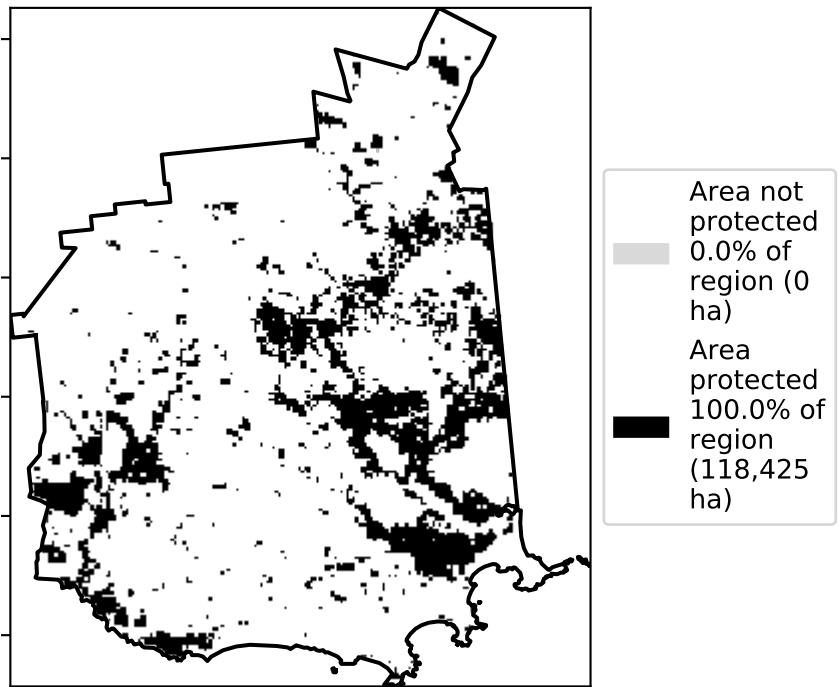 Area not
protected
0.0% of
region (0
ha)
Area
protected
100.0% of
region
(118,425
ha)